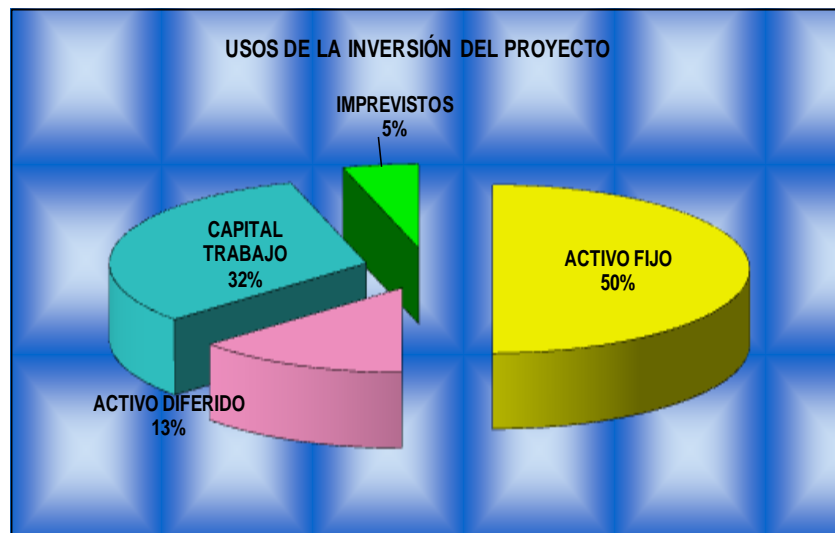 USOS DE LA INVERSIÓN DEL PROYECTO
IMPREVISTOS
5%
CAPITAL
TRABAJO
32%
ACTIVO FIJO
50%
ACTIVO DIFERIDO
13%